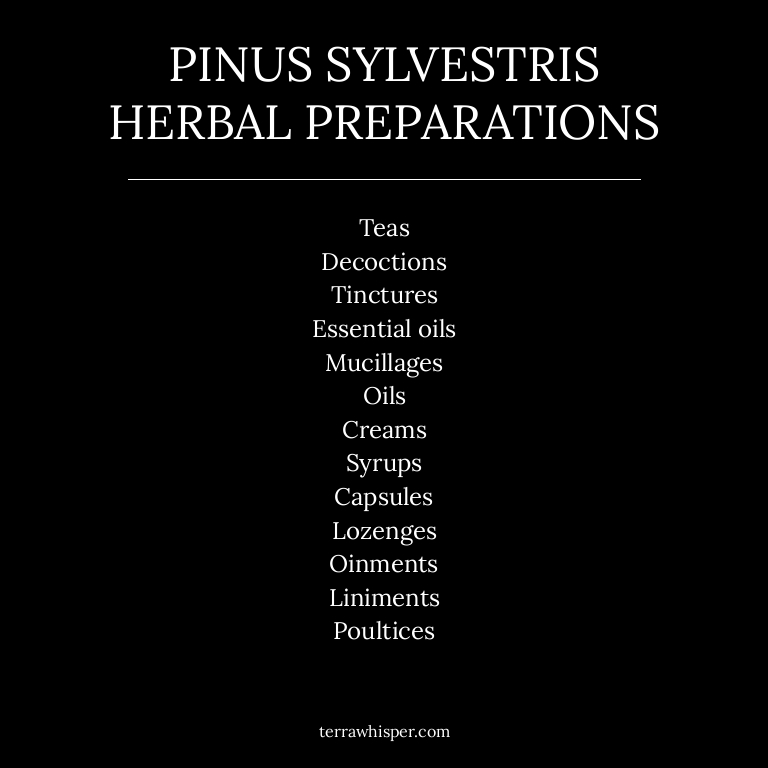 PINUS SYLVESTRIS
HERBAL PREPARATIONS
Teas
Decoctions
Tinctures
Essential oils
Mucillages
Oils
Creams
Syrups
Capsules
Lozenges
Oinments
Liniments
Poultices
terrawhisper.com